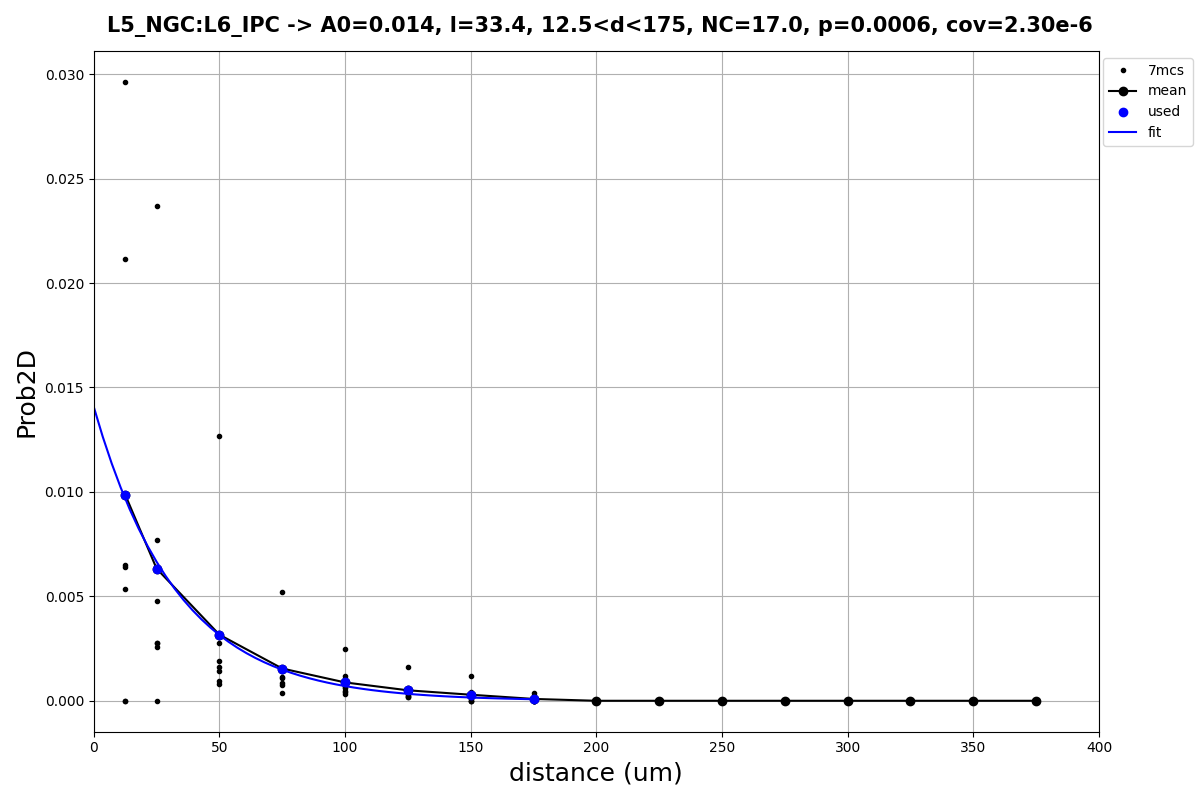 L5_NGC:L6_IPC -> A0=0.014, l=33.4, 12.5<d<175, NC=17.0, p=0.0006, cov=2.30e-6
7mcs
mean
used
fit
0.030
0.025
0.020
0.015
0.010
0.005
0.000
Prob2D
0 50 100 150 200 250 300 350 400
distance (um)